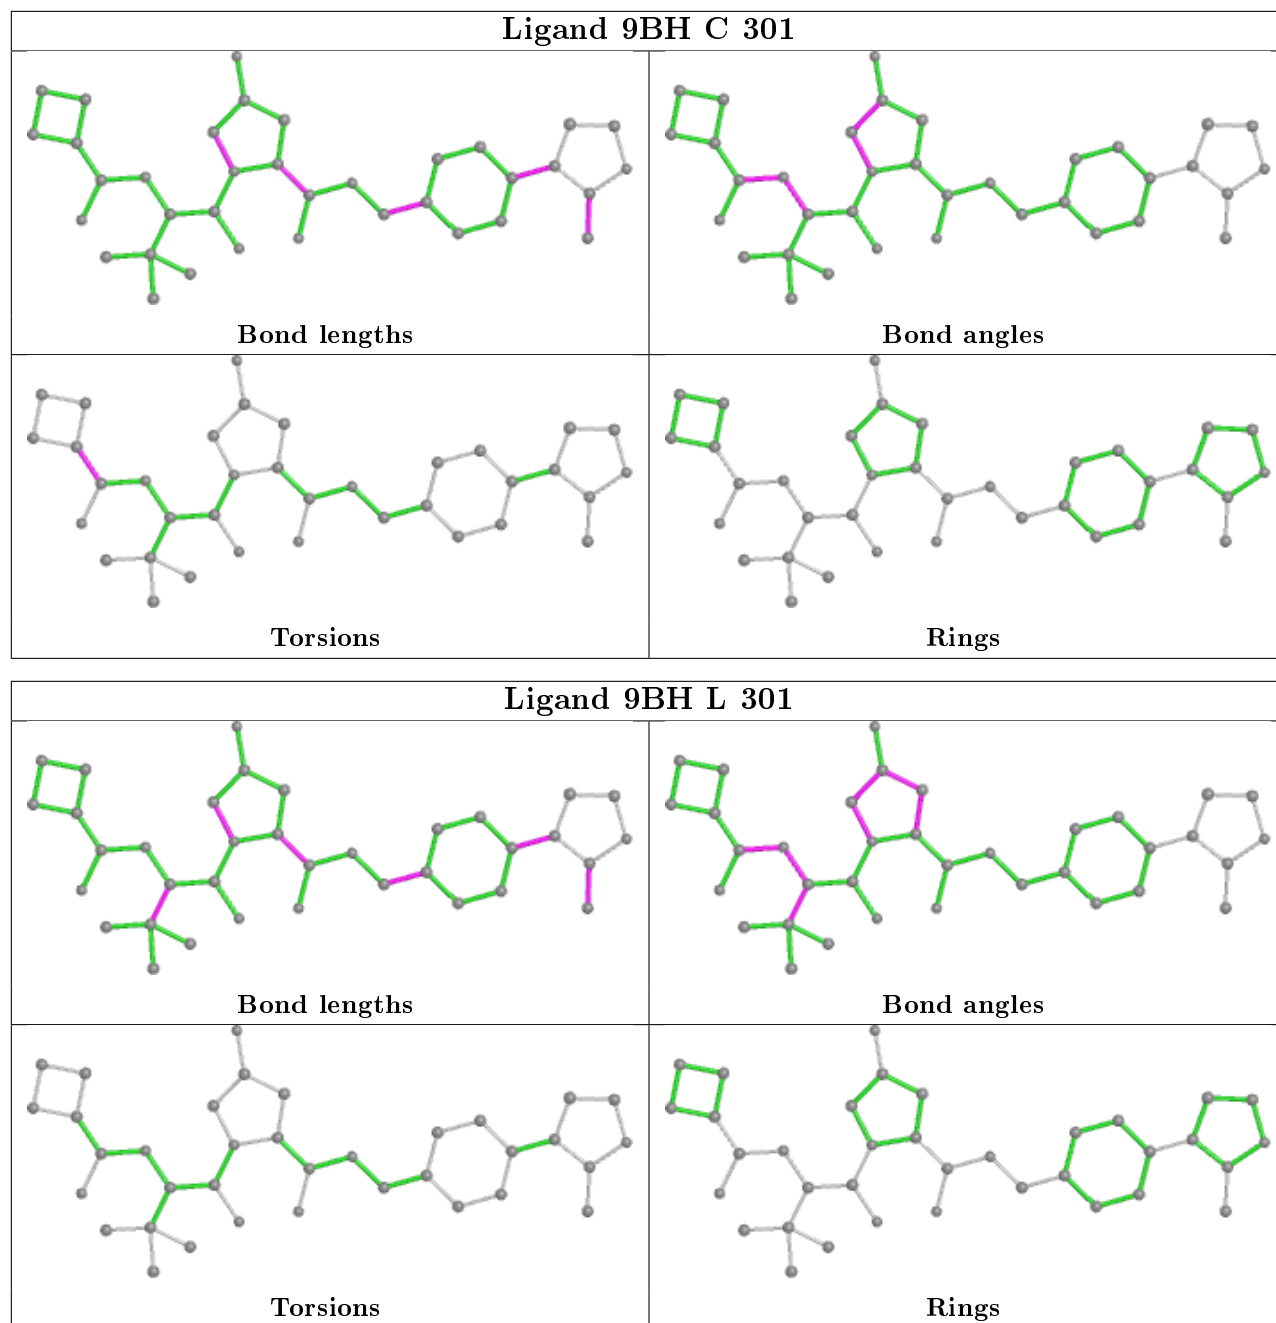 Ligand 9BH C 301
Bond lengths
Bond angles
Torsions
Rings
Ligand 9BH L 301
Bond lengths
Bond angles
Torsions
Rings